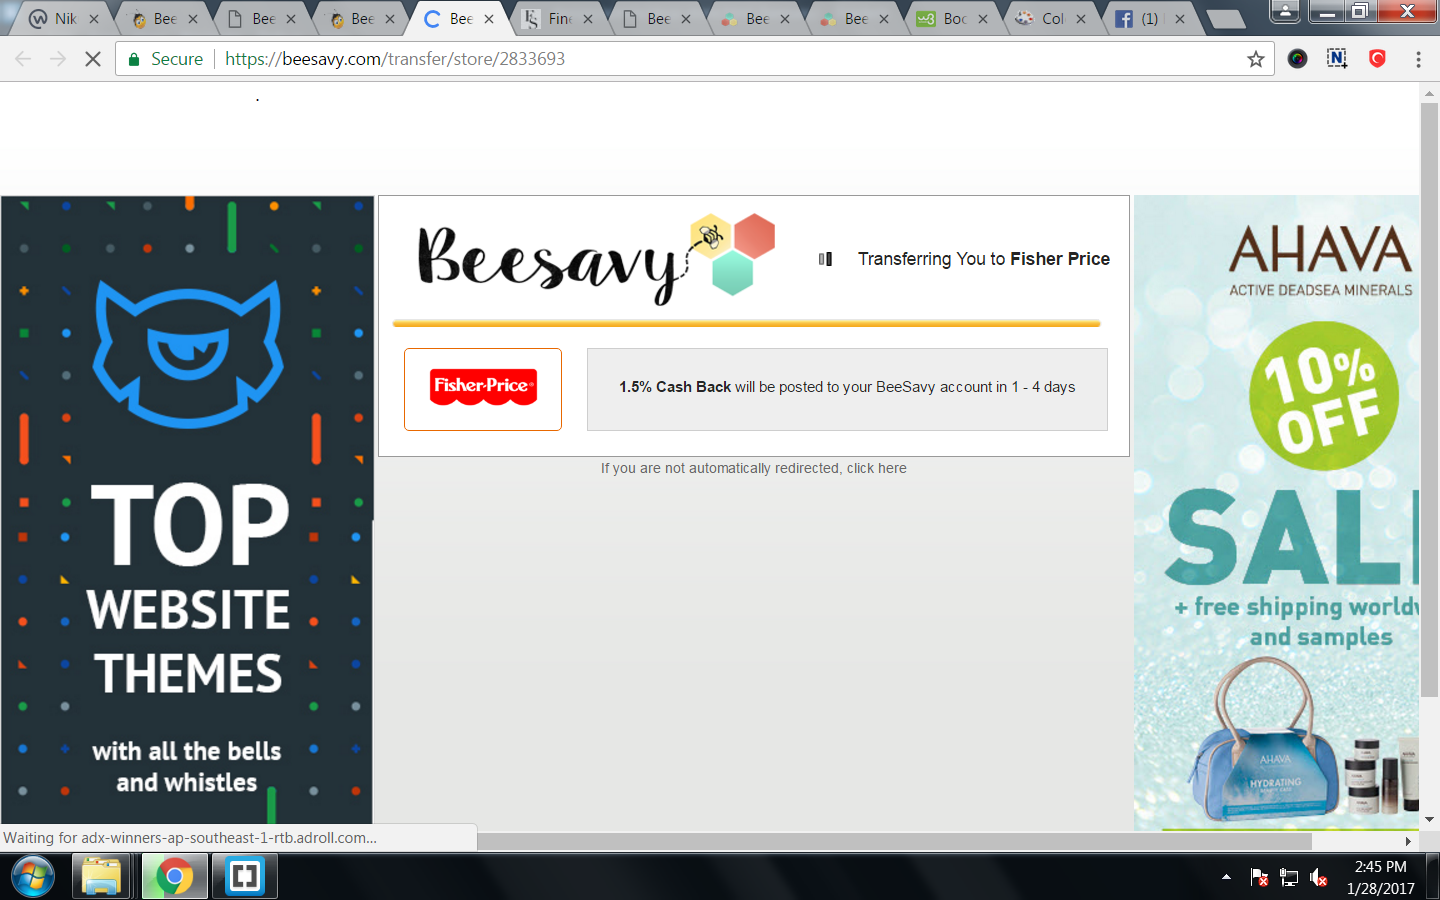 Nik
Bee
Bee
Bee
Bee
Fine
Bee
Bee
Bee
Boo
Col
(1)
Secure
https://beesavy.com/transfer/store/2833693
.
TOP
WEBSITE
THEMES
with all the bells
and whistles
Beesavy
Transferring You to Fisher Price
Fisher-Price®
1.5% Cash Back will be posted to your BeeSavy account in 1 - 4 days
If you are not automatically redirected, click here
AHAVA
ACTIVE DEADSEA MINERALS
10%
OFF
SAL
+ free shipping worldv
and samples
AHAVA
HYDRATING
Waiting for adx-winners-ap-southeast-1-rtb.adroll.com...
2:45 PM
1/28/2017